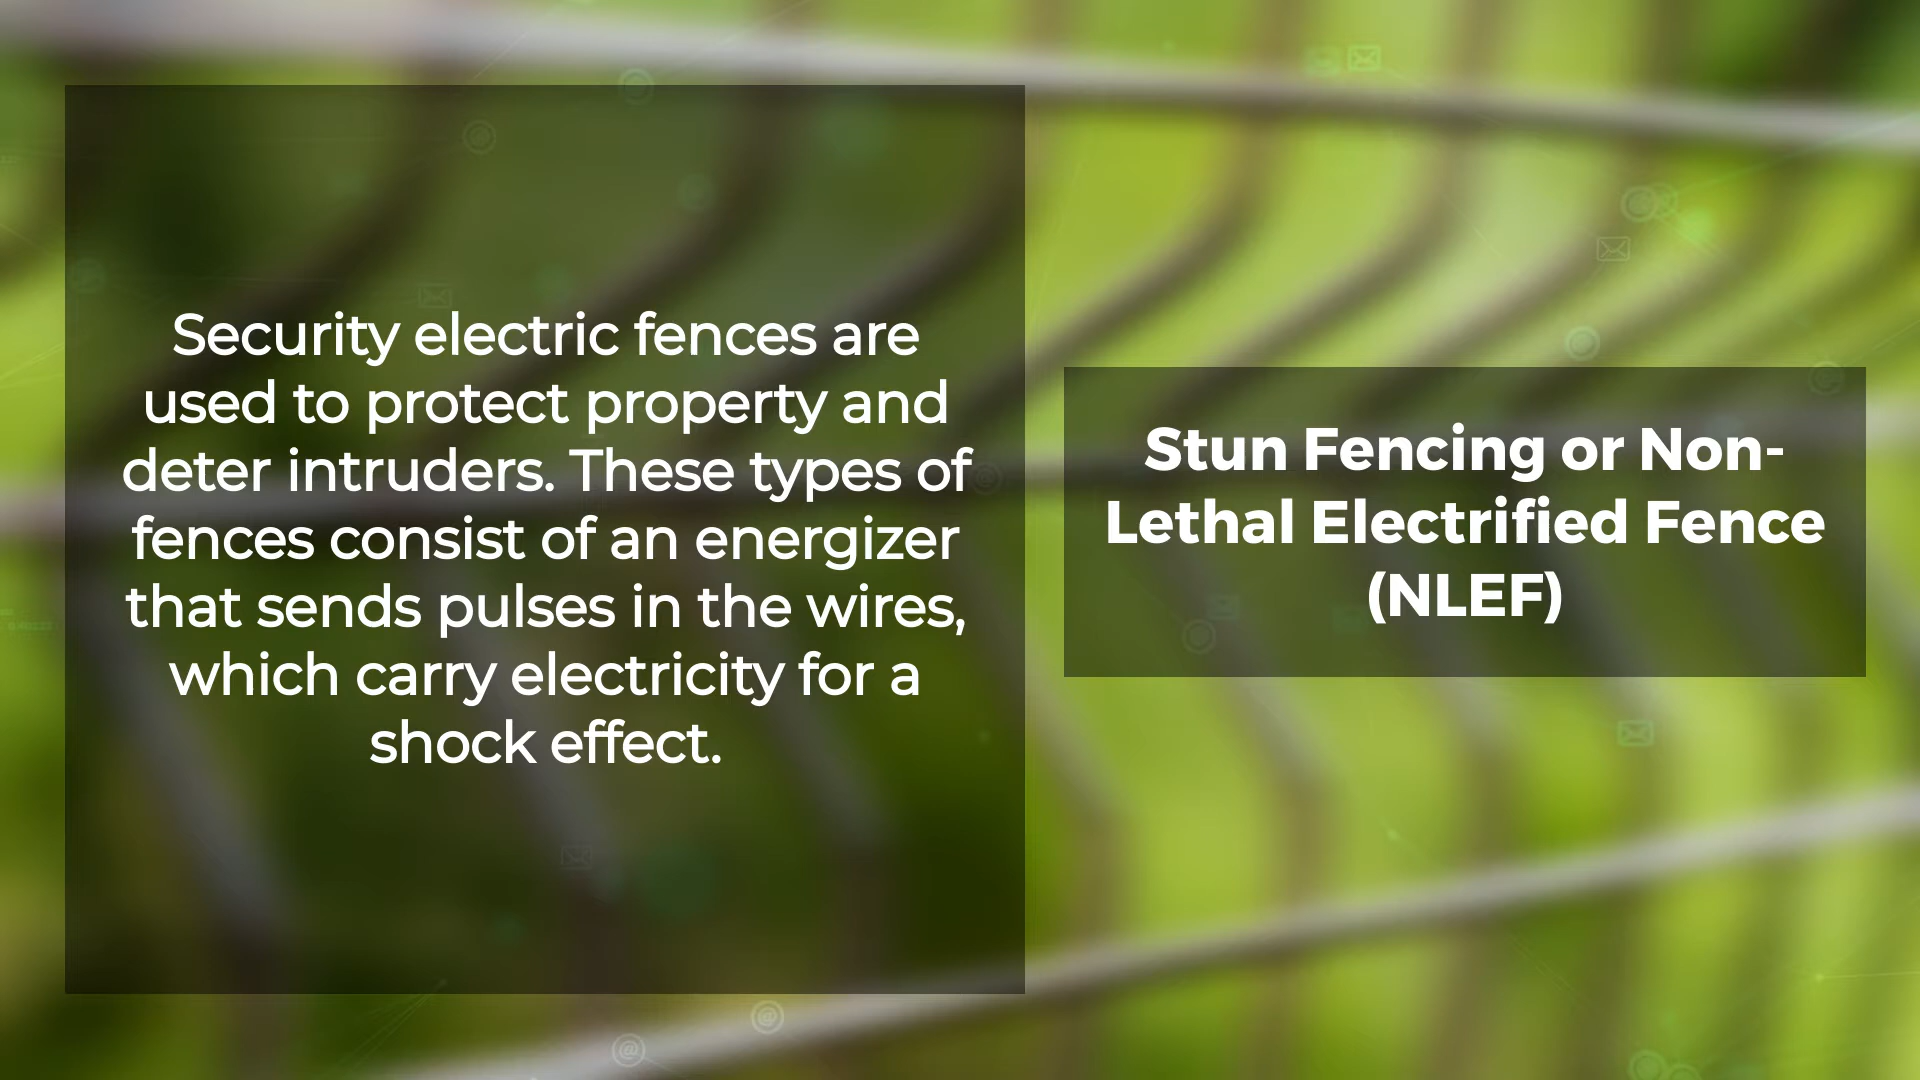 Security electric fences are
used to protect property and
deter intruders. These types of
fences consist of an energizer
that sends pulses in the wires,
which carry electricity for a
shock effect.
Stun Fencing or Non-
Lethal Electrified Fence
(NLEF)